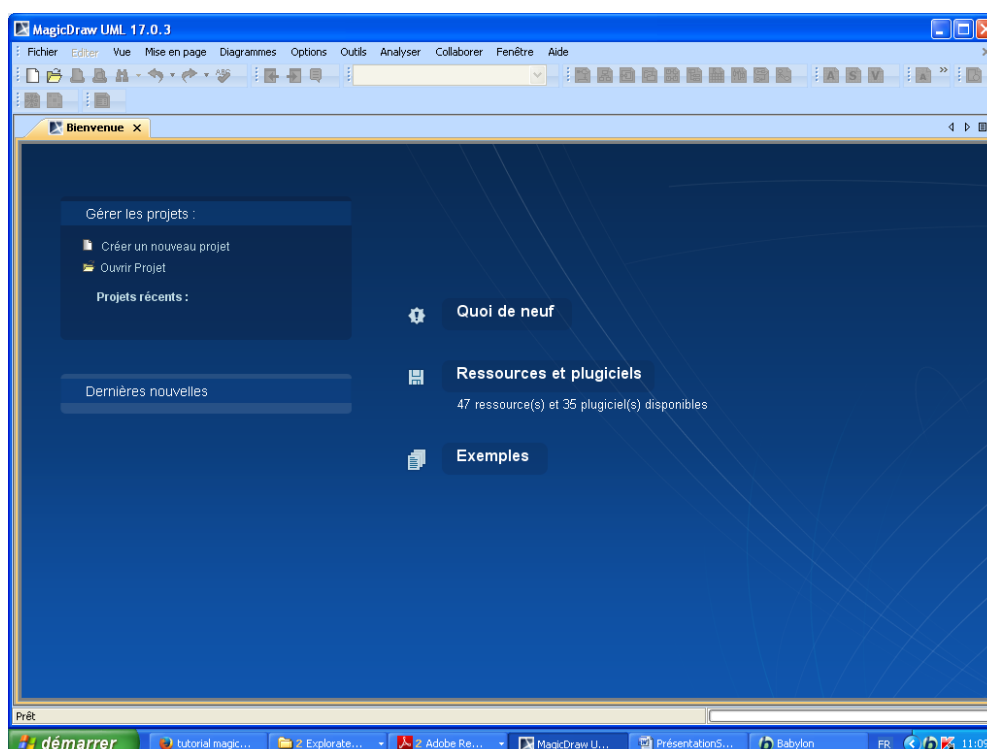 MagicDraw UML 17.0.3
Fichier Editer Vue Mise en page Diagrammes Options Outils Analyser Collaborer Fenêtre Aide
A S V A
Bienvenue
Gérer les projets :
Créer un nouveau projet
Ouvrir Projet
Projets récents :
Quoi de neuf
Ressources et plugiciels
Dernières nouvelles
47 ressource(s) et 35 plugiciel(s) disponibles
Exemples
Prêt
démarrer tutorial magic... 2 Explorate... 2 Adobe Re... MagicDraw U... PrésentationS... Babylon FR 11:09